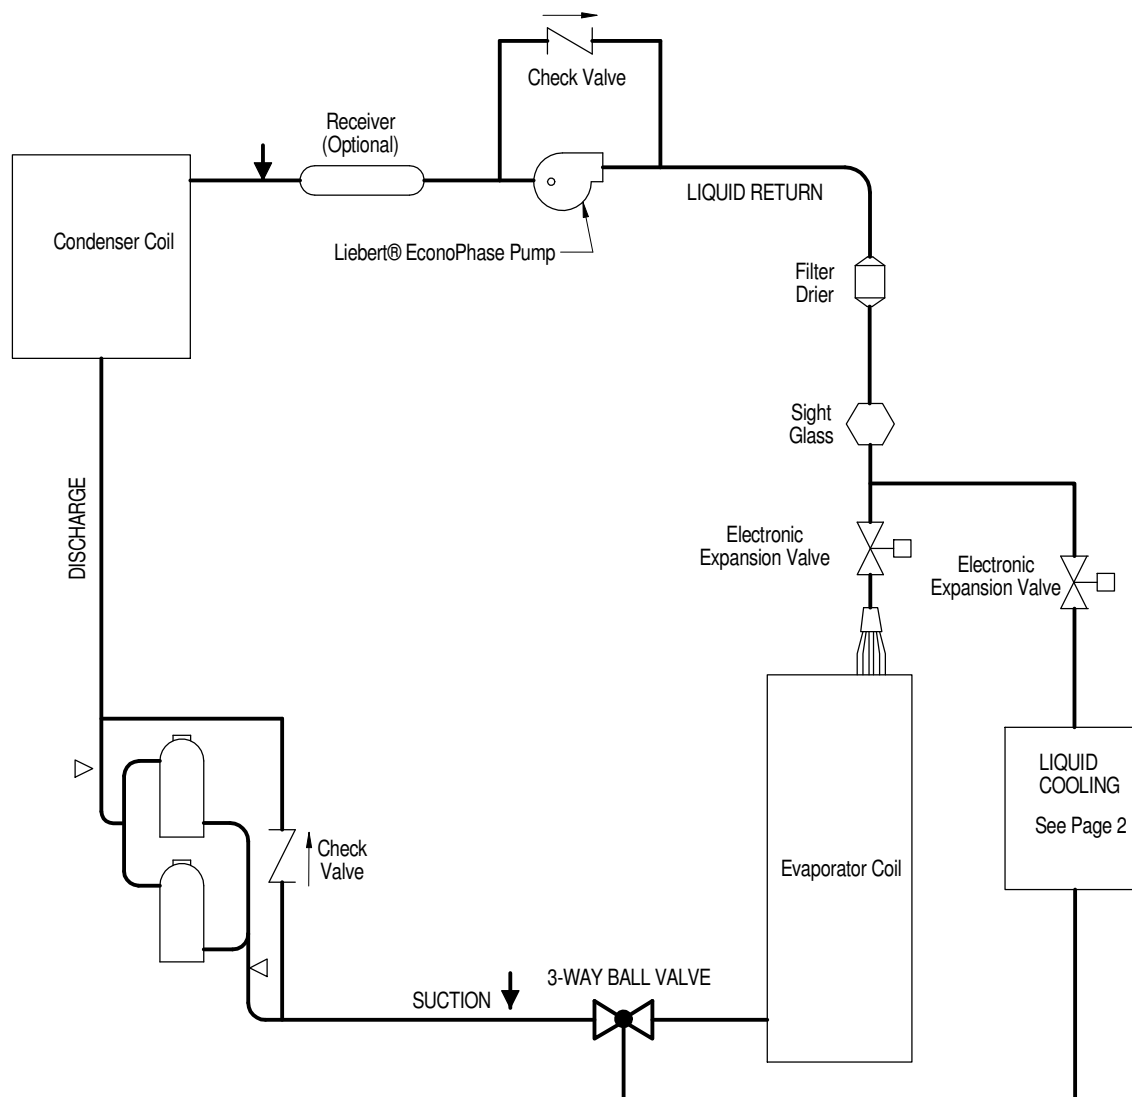 Check Valve
Receiver
(Optional)
Condenser Coil
LIQUID RETURN
Liebert® EconoPhase Pump
Filter
Drier
Sight
Glass
DISCHARGE
Electronic
Expansion Valve
Electronic
Expansion Valve
LIQUID
COOLING
See Page 2
Check
Valve
Evaporator Coil
3-WAY BALL VALVE
SUCTION